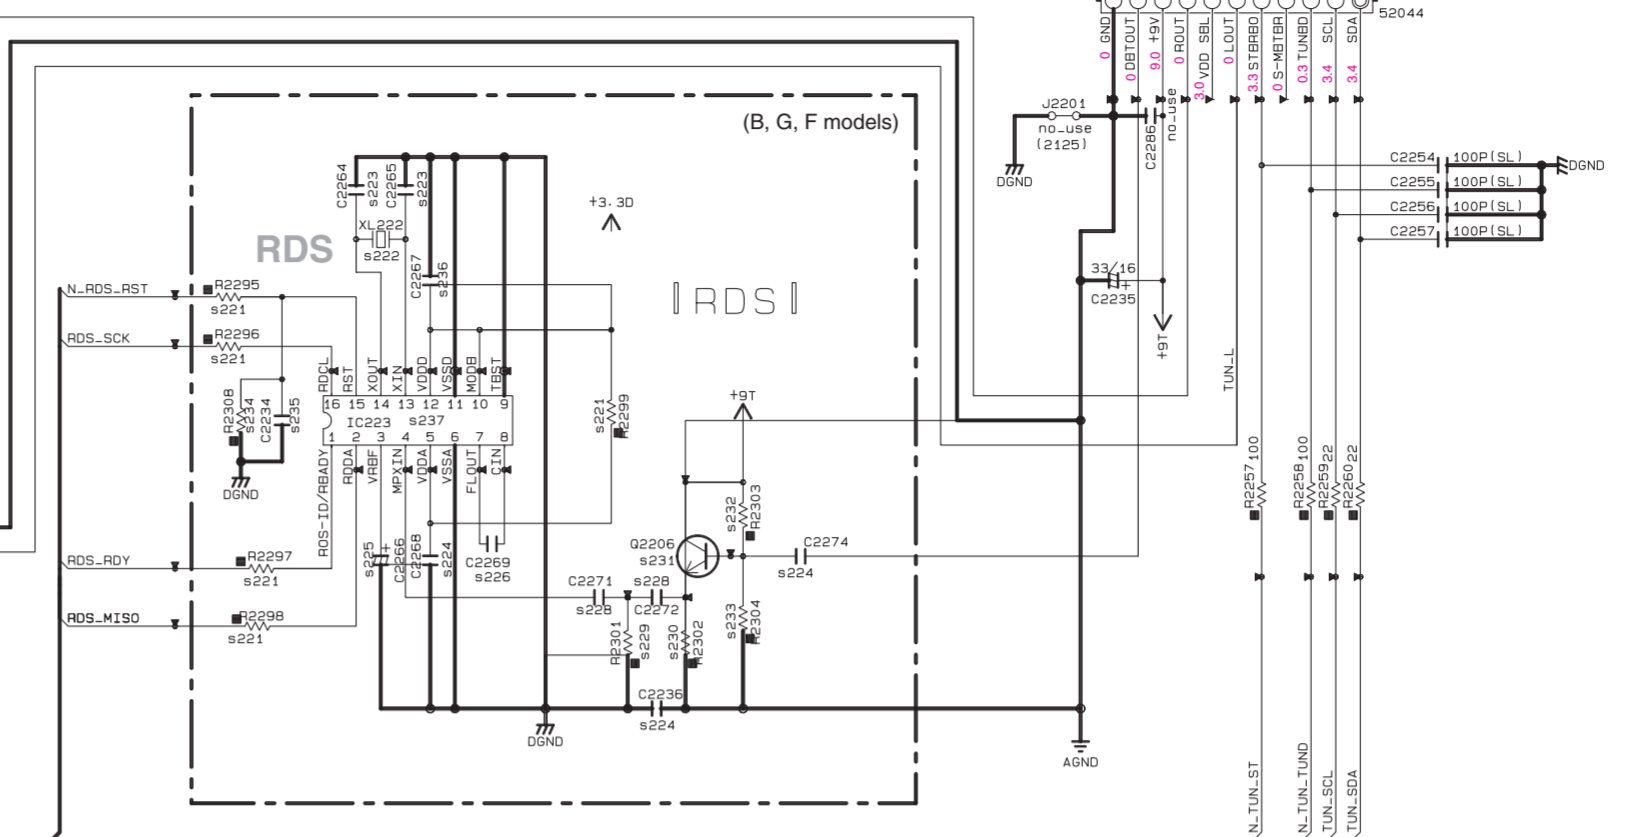 52044
GND
DBTOUT
+9V
ROUT
VDD SBL
LOUT
STBRBO
S-MBTBR
TUNBD
SCL
SDA
0
0
9.0
0
3.0
0
3.3
0
0.3
3.4
3.4
(B, G, F models)
J2201
no_use
(2125)
C2286
no_use
DGND
C2254 100P(SL)
C2255 100P(SL)
C2256 100P(SL)
C2257 100P(SL)
DGND
C2264
s223
C2265
s223
XL222
s222
+3.3D
RDS
C2267
s236
RDS
33/16
+
C2235
+9T
N_RDS_RST
R2295
s221
RDS_SCK
R2296
s221
TUN_L
RDCL
RST
XOUT
XIN
VDDD
VSSD
MODB
TBST
16 15 14 13 12 11 10 9
IC223 s237
1 2 3 4 5 6 7 8
R2308
s234
C2234
s235
DGND
s221
R2299
+9T
RDDA
VRBF
MPXIN
VDDA
VSSA
FLOUT
CIN
R2257 100
R2258 100
R2259 22
R2260 22
s232
R2303
Q2206
s231
C2274
s224
RDS_RDY
R2297
s221
s225
+
C2266
C2268
s224
C2269
s226
C2271
s228
s228
C2272
RDS_MISO
R2298
s221
R2301
s229
s230
R2302
s233
R2304
C2236
s224
DGND
AGND
N_TUN_ST
N_TUN_TUND
TUN_SCL
TUN_SDA